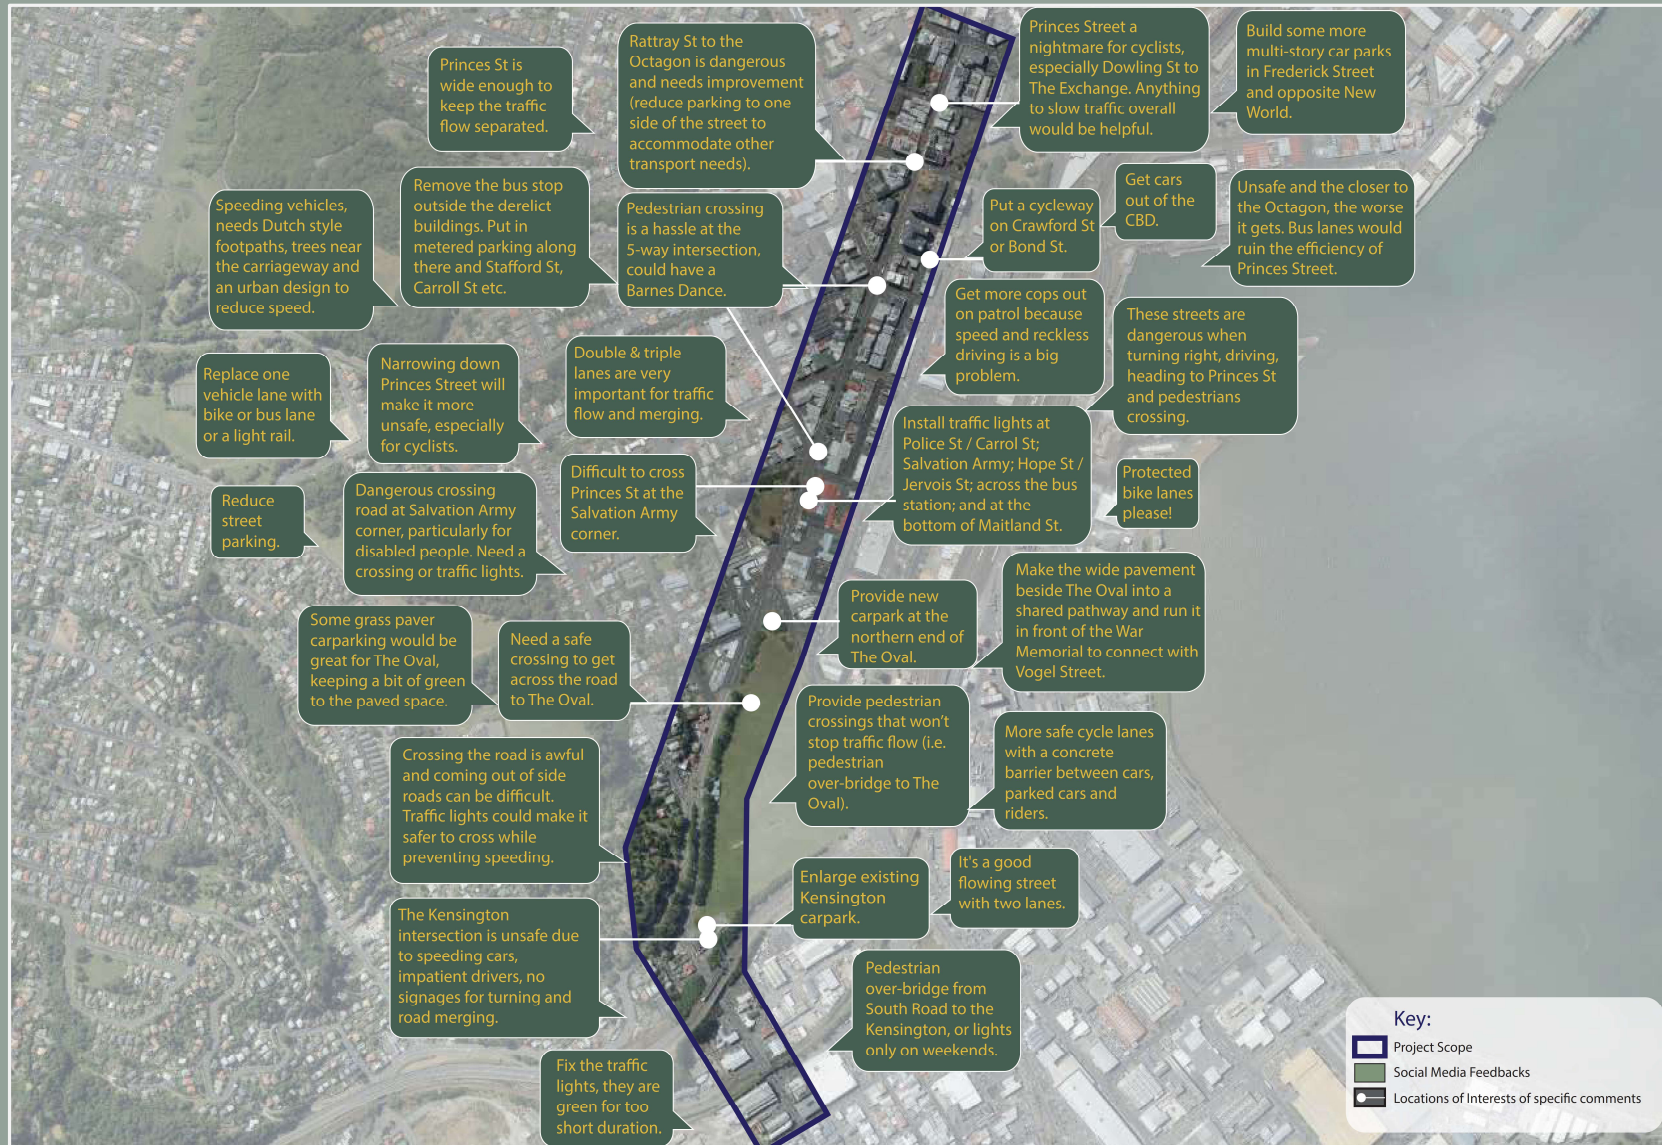 Princes St is
wide enough to
keep the traffic
flow separated.
Rattray St to the
Octagon is dangerous
and needs improvement
(reduce parking to one
side of the street to
accommodate other
transport needs).
Princes Street a
nightmare for cyclists,
especially Dowling St to
The Exchange. Anything
to slow traffic overall
would be helpful.
Build some more
multi-story car parks
in Frederick Street
and opposite New
World.
Speeding vehicles,
needs Dutch style
footpaths, trees near
the carriageway and
an urban design to
reduce speed.
Remove the bus stop
outside the derelict
buildings. Put in
metered parking along
there and Stafford St,
Carroll St etc.
Pedestrian crossing
is a hassle at the
5-way intersection,
could have a
Barnes Dance.
Put a cycleway
on Crawford St
or Bond St.
Get cars
out of the
CBD.
Unsafe and the closer to
the Octagon, the worse
it gets. Bus lanes would
ruin the efficiency of
Princes Street.
Get more cops out
on patrol because
speed and reckless
driving is a big
problem.
These streets are
dangerous when
turning right, driving,
heading to Princes St
and pedestrians
crossing.
Replace one
vehicle lane with
bike or bus lane
or a light rail.
Narrowing down
Princes Street will
make it more
unsafe, especially
for cyclists.
Double & triple
lanes are very
important for traffic
flow and merging.
Install traffic lights at
Police St / Carrol St;
Salvation Army; Hope St /
Jervois St; across the bus
station; and at the
bottom of Maitland St.
Protected
bike lanes
please!
Reduce
street
parking.
Dangerous crossing
road at Salvation Army
corner, particularly for
disabled people. Need a
crossing or traffic lights.
Difficult to cross
Princes St at the
Salvation Army
corner.
Provide new
carpark at the
northern end of
The Oval.
Make the wide pavement
beside The Oval into a
shared pathway and run it
in front of the War
Memorial to connect with
Vogel Street.
Some grass paver
carparking would be
great for The Oval,
keeping a bit of green
to the paved space.
Need a safe
crossing to get
across the road
to The Oval.
Provide pedestrian
crossings that won't
stop traffic flow (i.e.
pedestrian
over-bridge to The
Oval).
More safe cycle lanes
with a concrete
barrier between cars,
parked cars and
riders.
Crossing the road is awful
and coming out of side
roads can be difficult.
Traffic lights could make it
safer to cross while
preventing speeding.
Enlarge existing
Kensington
carpark.
It's a good
flowing street
with two lanes.
The Kensington
intersection is unsafe due
to speeding cars,
impatient drivers, no
signages for turning and
road merging.
Pedestrian
over-bridge from
South Road to the
Kensington, or lights
only on weekends.
Fix the traffic
lights, they are
green for too
short duration.
Key:
Project Scope
Social Media Feedbacks
Locations of Interests of specific comments